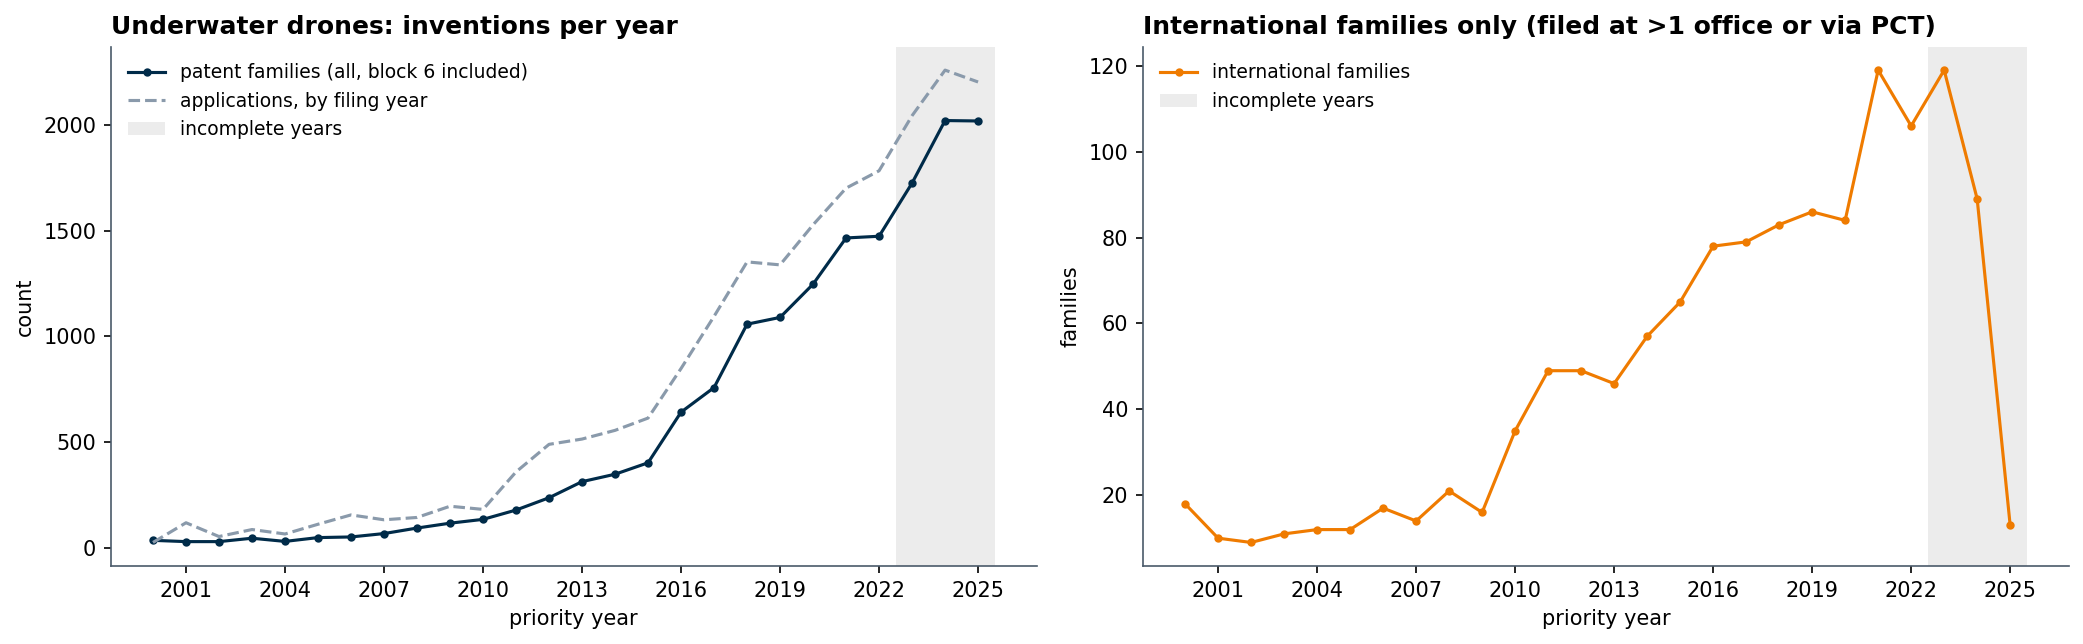 Underwater drones: inventions per year
patent families (all, block 6 included)
applications, by filing year
incomplete years
count
2000
1500
1000
500
0
2001 2004 2007 2010 2013 2016 2019 2022 2025
priority year
International families only (filed at >1 office or via PCT)
international families
incomplete years
families
120
100
80
60
40
20
2001 2004 2007 2010 2013 2016 2019 2022 2025
priority year